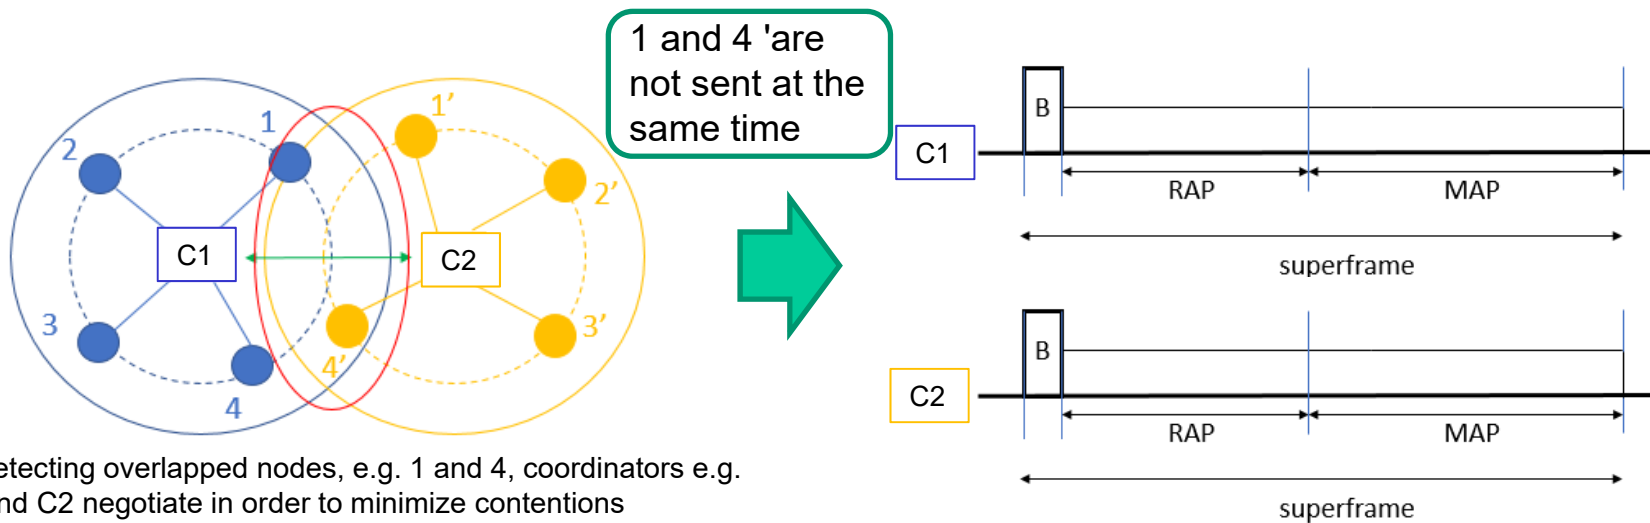 1 and 4 'are
not sent at the
same time
1
2
3
4
C1
1’
2’
3’
4’
C2
etecting overlapped nodes, e.g. 1 and 4, coordinators e.g.
nd C2 negotiate in order to minimize contentions
C1
B
RAP
MAP
superframe
C2
B
RAP
MAP
superframe